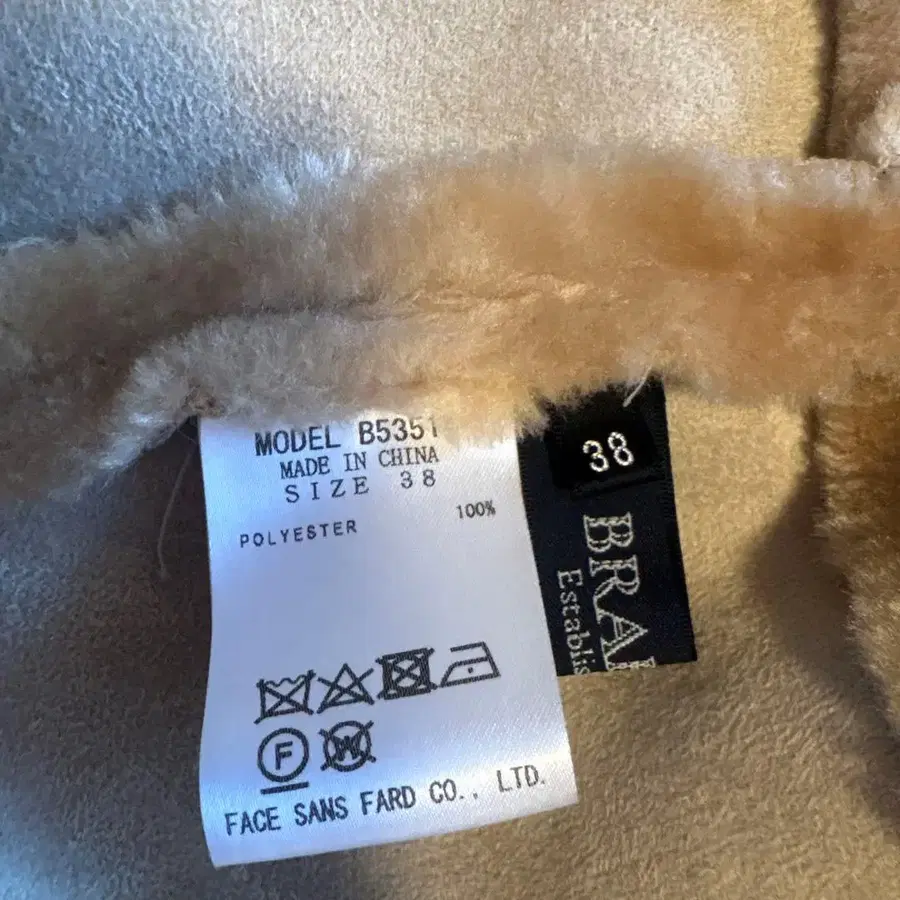 MODEL B5351
MADE IN CHINA
SIZE 38
POLYESTER 100%
F
W
FACE SANS FARD CO., LTD.
38
BRA
Establis